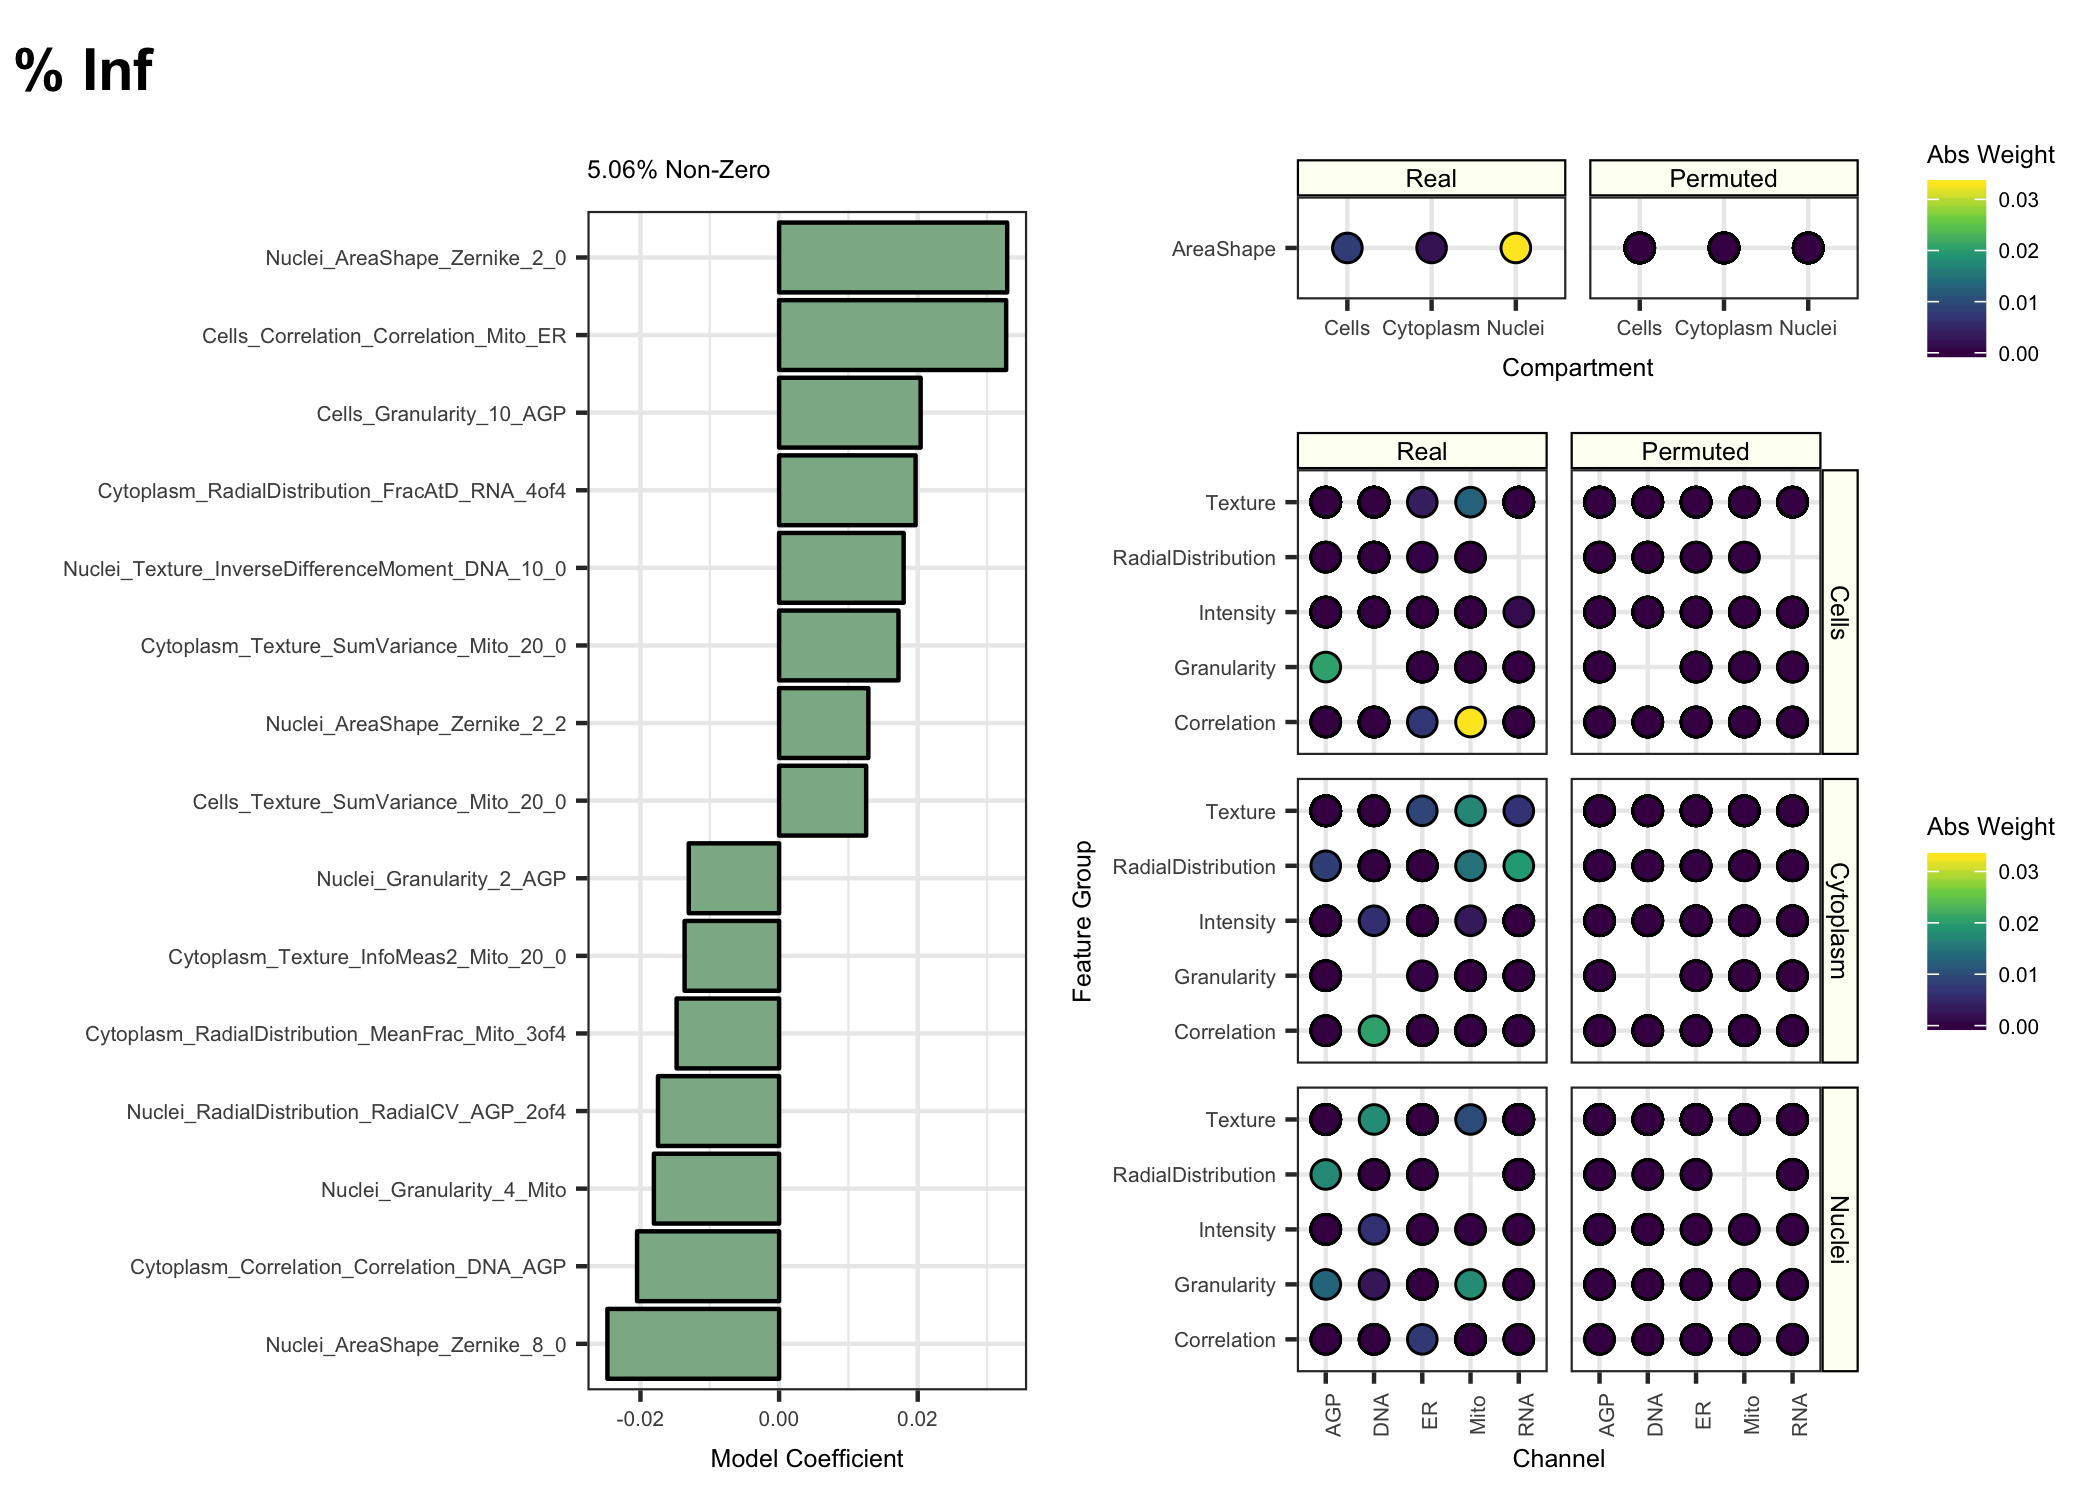 % Inf
5.06% Non-Zero
Nuclei_AreaShape_Zernike_2_0
Cells_Correlation_Correlation_Mito_ER
Cells_Granularity_10_AGP
Cytoplasm_RadialDistribution_FracAtD_RNA_4of4
Nuclei_Texture_InverseDifferenceMoment_DNA_10_0
Cytoplasm_Texture_SumVariance_Mito_20_0
Nuclei_AreaShape_Zernike_2_2
Cells_Texture_SumVariance_Mito_20_0
Nuclei_Granularity_2_AGP
Cytoplasm_Texture_InfoMeas2_Mito_20_0
Cytoplasm_RadialDistribution_MeanFrac_Mito_3of4
Nuclei_RadialDistribution_RadialCV_AGP_2of4
Nuclei_Granularity_4_Mito
Cytoplasm_Correlation_Correlation_DNA_AGP
Nuclei_AreaShape_Zernike_8_0
-0.02 0.00 0.02
Model Coefficient
Real Permuted
AreaShape
Cells Cytoplasm Nuclei Cells Cytoplasm Nuclei
Compartment
Abs Weight
0.03
0.02
0.01
0.00
Real Permuted
Feature Group
Texture
RadialDistribution
Intensity
Granularity
Correlation
Cells
Texture
RadialDistribution
Intensity
Granularity
Correlation
Cytoplasm
Texture
RadialDistribution
Intensity
Granularity
Correlation
Nuclei
AGP DNA ER Mito RNA AGP DNA ER Mito RNA
Channel
Abs Weight
0.03
0.02
0.01
0.00